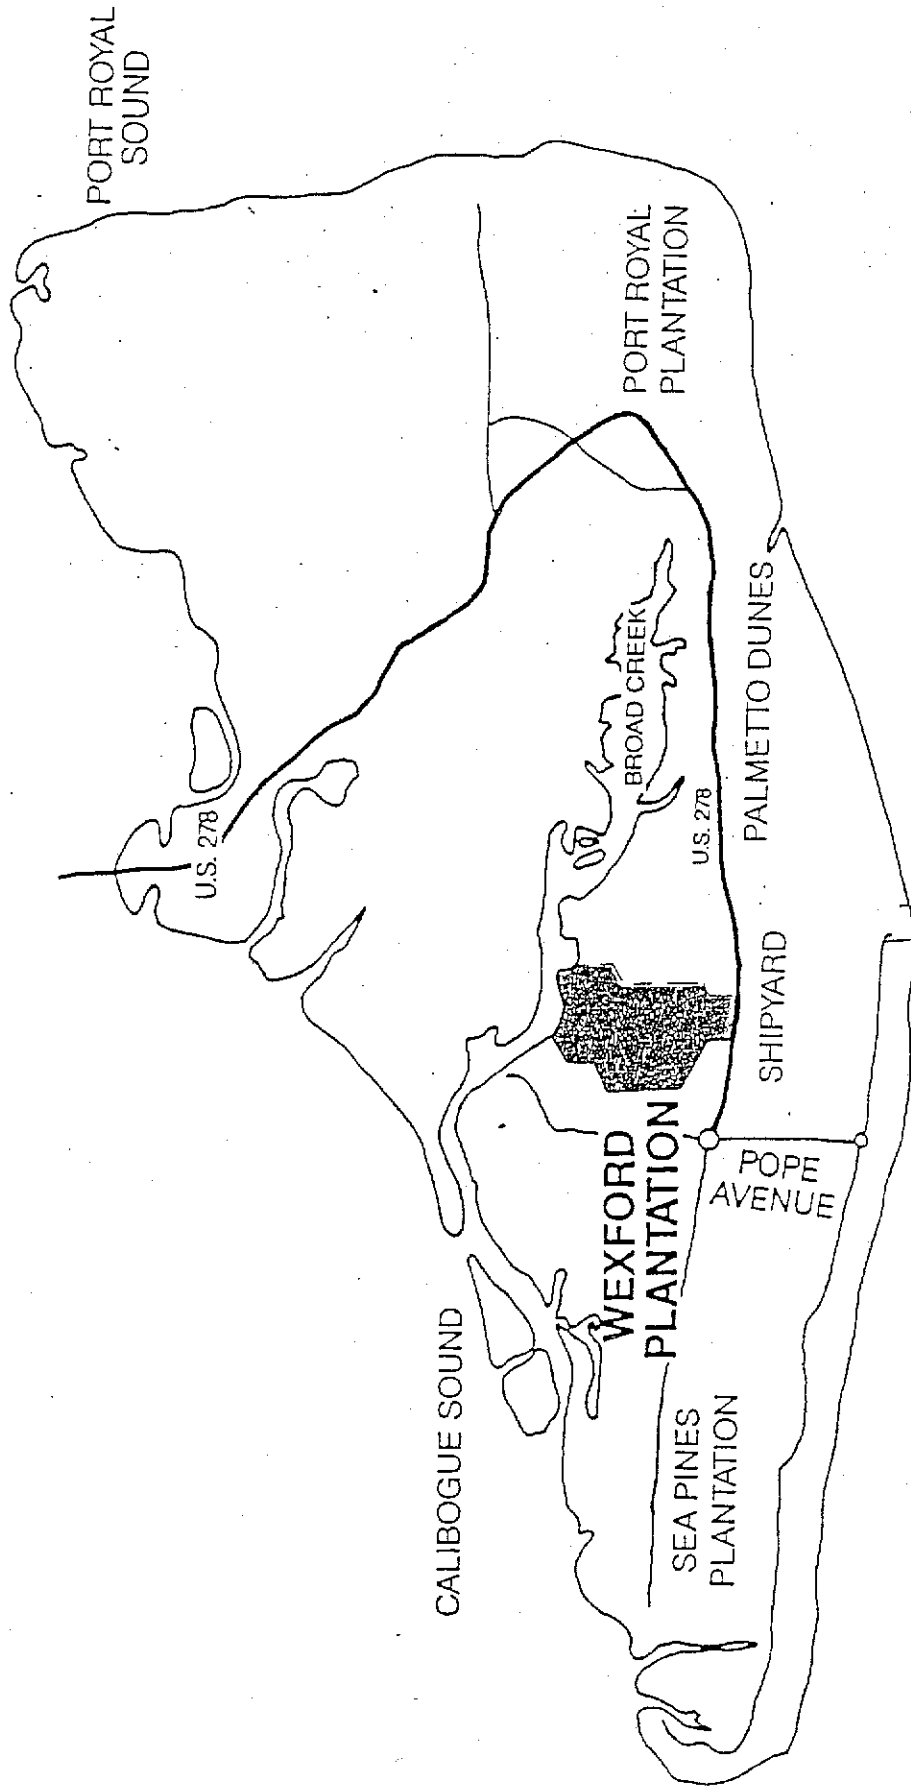 PORT ROYAL
SOUND
U.S. 278
PORT ROYAL
PLANTATION
BROAD CREEK
U.S. 278
PALMETTO DUNES
SHIPYARD
WEXFORD
PLANTATION
POPE
AVENUE
CALIBOGUE SOUND
SEA PINES
PLANTATION